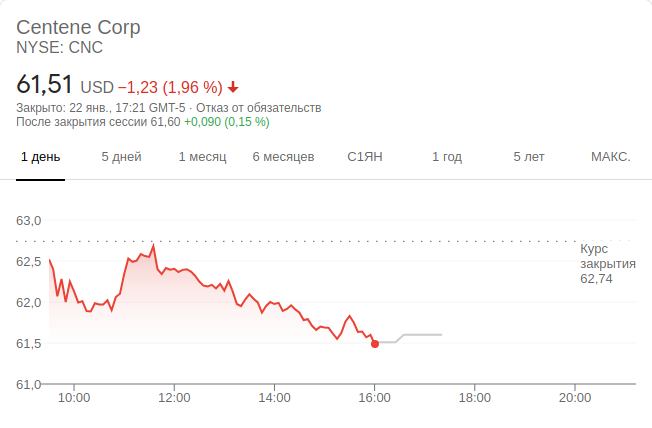 Centene Corp
NYSE: CNC
61,51 USD −1,23 (1,96 %)
Закрыто: 22 янв., 17:21 GMT-5 · Отказ от обязательств
После закрытия сессии 61,60 +0,090 (0,15 %)
1 день 5 дней 1 месяц 6 месяцев С1ЯН 1 год 5 лет МАКС.
63,0
62,5
62,0
61,5
61,0
Курс
закрытия
62,74
10:00 12:00 14:00 16:00 18:00 20:00